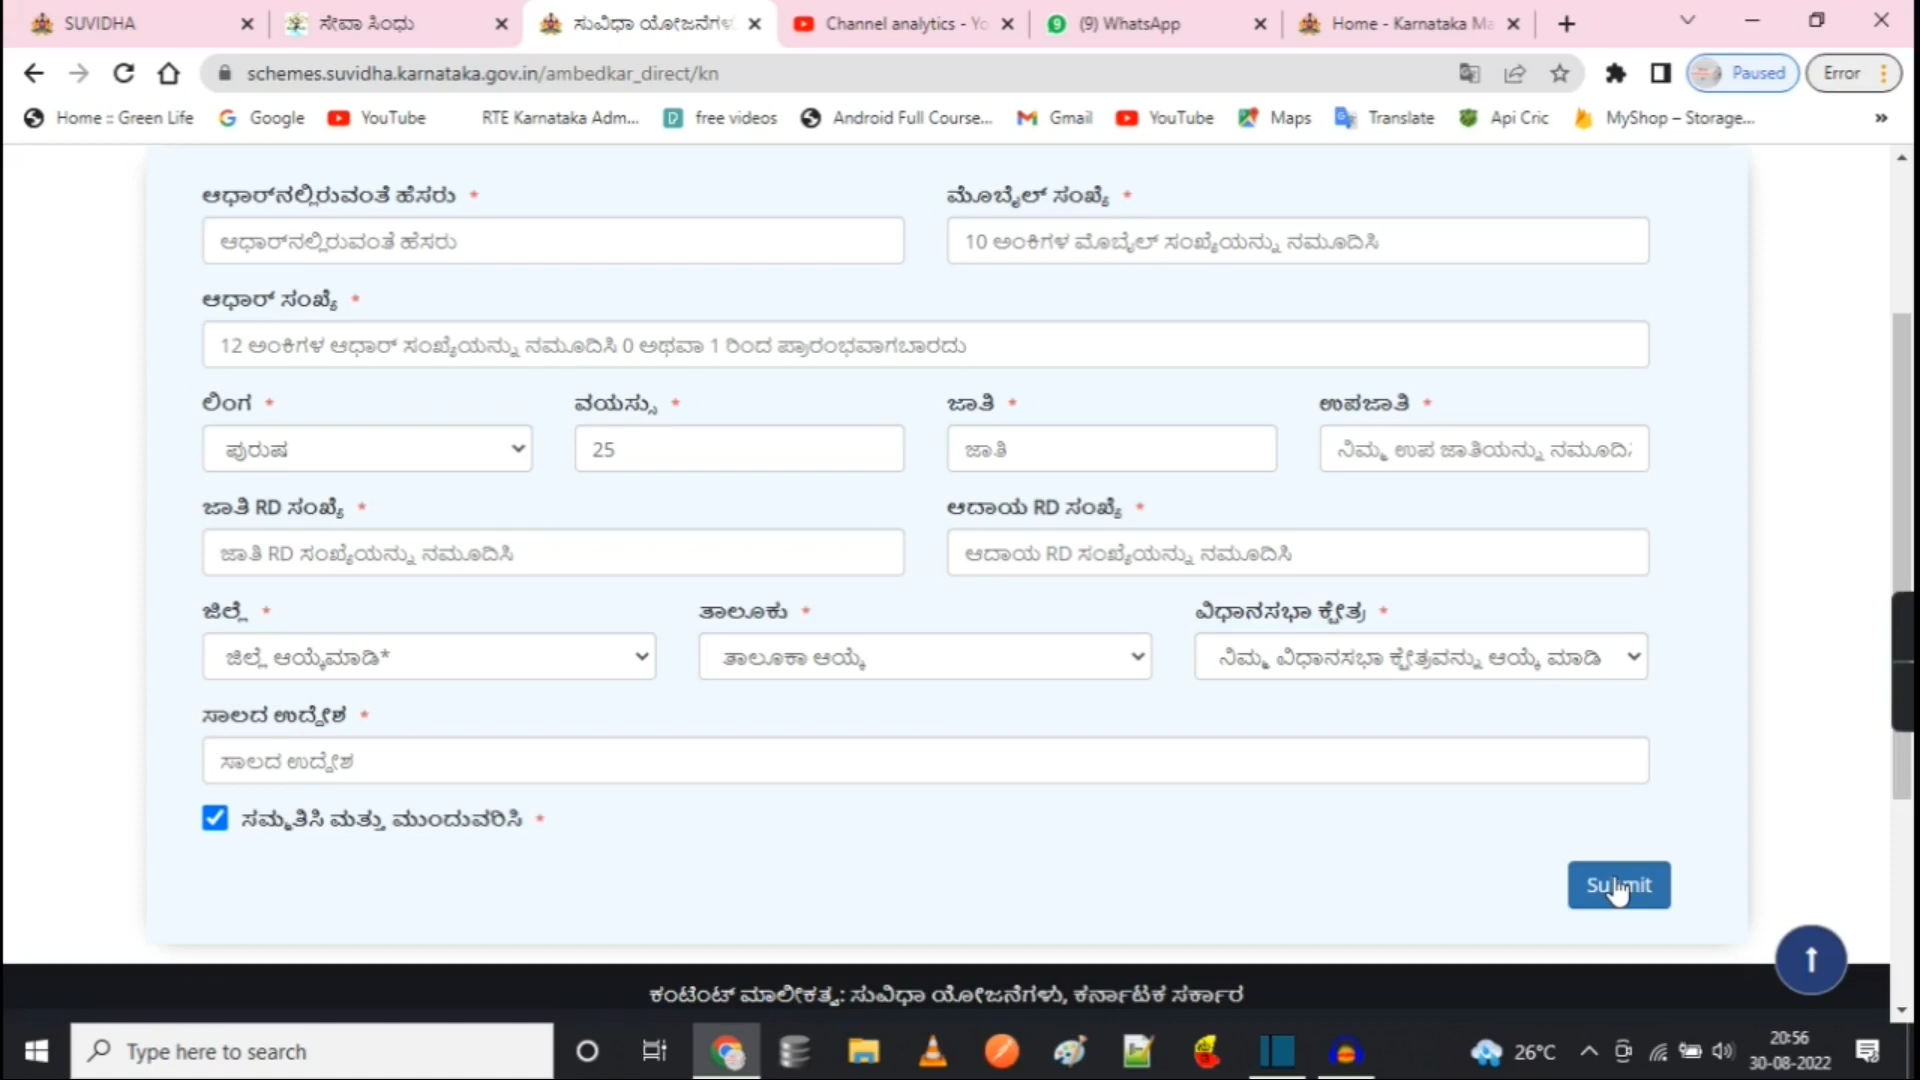 SUVIDHA
ಸೇವಾ ಸಿಂಧು
ಸುವಿಧಾ ಯೋಜನೆಗಳು
Channel analytics - Yo
(9) WhatsApp
Home - Karnataka Ma
schemes.suvidha.karnataka.gov.in/ambedkar_direct/kn
Paused
Error
Home :: Green Life
Google
YouTube
RTE Karnataka Adm...
free videos
Android Full Course...
Gmail
YouTube
Maps
Translate
Api Cric
MyShop – Storage...
»
ಆಧಾರ್‌ನಲ್ಲಿರುವಂತೆ ಹೆಸರು *
ಮೊಬೈಲ್ ಸಂಖ್ಯೆ *
ಆಧಾರ್‌ನಲ್ಲಿರುವಂತೆ ಹೆಸರು
10 ಅಂಕಿಗಳ ಮೊಬೈಲ್ ಸಂಖ್ಯೆಯನ್ನು ನಮೂದಿಸಿ
ಆಧಾರ್ ಸಂಖ್ಯೆ *
12 ಅಂಕಿಗಳ ಆಧಾರ್ ಸಂಖ್ಯೆಯನ್ನು ನಮೂದಿಸಿ 0 ಅಥವಾ 1 ರಿಂದ ಪ್ರಾರಂಭವಾಗಬಾರದು
ಲಿಂಗ *
ವಯಸ್ಸು *
ಜಾತಿ *
ಉಪಜಾತಿ *
ಪುರುಷ
25
ಜಾತಿ
ನಿಮ್ಮ ಉಪ ಜಾತಿಯನ್ನು ನಮೂದಿ
ಜಾತಿ RD ಸಂಖ್ಯೆ *
ಆದಾಯ RD ಸಂಖ್ಯೆ *
ಜಾತಿ RD ಸಂಖ್ಯೆಯನ್ನು ನಮೂದಿಸಿ
ಆದಾಯ RD ಸಂಖ್ಯೆಯನ್ನು ನಮೂದಿಸಿ
ಜಿಲ್ಲೆ *
ತಾಲೂಕು *
ವಿಧಾನಸಭಾ ಕ್ಷೇತ್ರ *
ಜಿಲ್ಲೆ ಆಯ್ಕೆಮಾಡಿ*
ತಾಲೂಕಾ ಆಯ್ಕೆ
ನಿಮ್ಮ ವಿಧಾನಸಭಾ ಕ್ಷೇತ್ರವನ್ನು ಆಯ್ಕೆ ಮಾಡಿ
ಸಾಲದ ಉದ್ದೇಶ *
ಸಾಲದ ಉದ್ದೇಶ
ಸಮ್ಮತಿಸಿ ಮತ್ತು ಮುಂದುವರಿಸಿ *
Submit
ಕಂಟೆಂಟ್ ಮಾಲೀಕತ್ವ: ಸುವಿಧಾ ಯೋಜನೆಗಳು, ಕರ್ನಾಟಕ ಸರ್ಕಾರ
Type here to search
26°C
20:56
30-08-2022